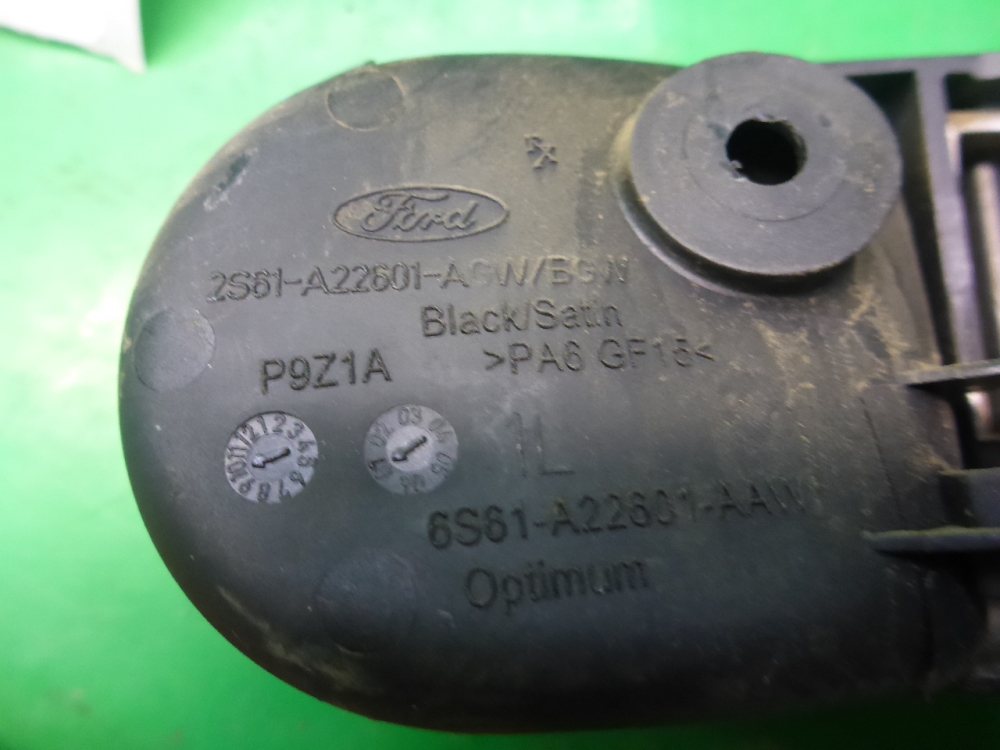 Ford
2S61-A22601-AGW/BGW
Black/Satin
P9Z1A >PA6 GF15<
1L
6S61-A22601-AAW
Optimum